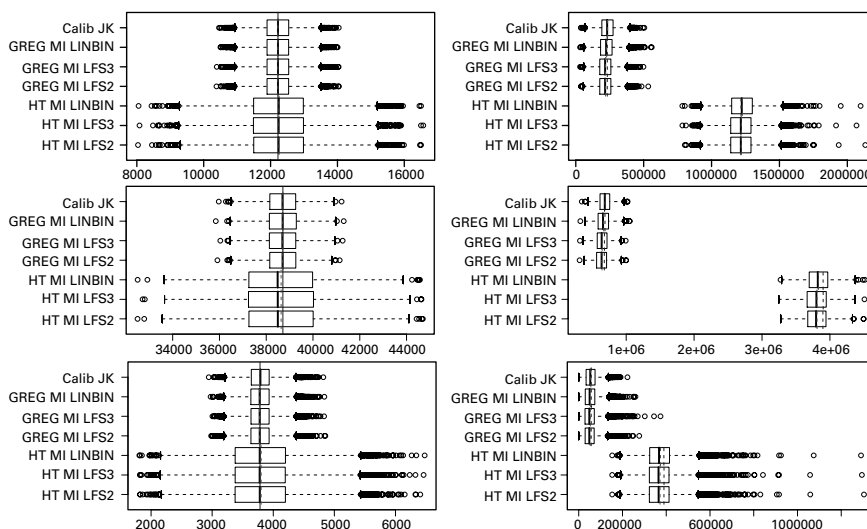 Calib JK
GREG MI LINBIN
GREG MI LFS3
GREG MI LFS2
HT MI LINBIN
HT MI LFS3
HT MI LFS2
8000 10000 12000 14000 16000
Calib JK
GREG MI LINBIN
GREG MI LFS3
GREG MI LFS2
HT MI LINBIN
HT MI LFS3
HT MI LFS2
0 500000 1000000 1500000 200000
Calib JK
GREG MI LINBIN
GREG MI LFS3
GREG MI LFS2
HT MI LINBIN
HT MI LFS3
HT MI LFS2
34000 36000 38000 40000 42000 44000
Calib JK
GREG MI LINBIN
GREG MI LFS3
GREG MI LFS2
HT MI LINBIN
HT MI LFS3
HT MI LFS2
1e+06 2e+06 3e+06 4e+06
Calib JK
GREG MI LINBIN
GREG MI LFS3
GREG MI LFS2
HT MI LINBIN
HT MI LFS3
HT MI LFS2
2000 3000 4000 5000 6000
Calib JK
GREG MI LINBIN
GREG MI LFS3
GREG MI LFS2
HT MI LINBIN
HT MI LFS3
HT MI LFS2
0 200000 600000 1000000